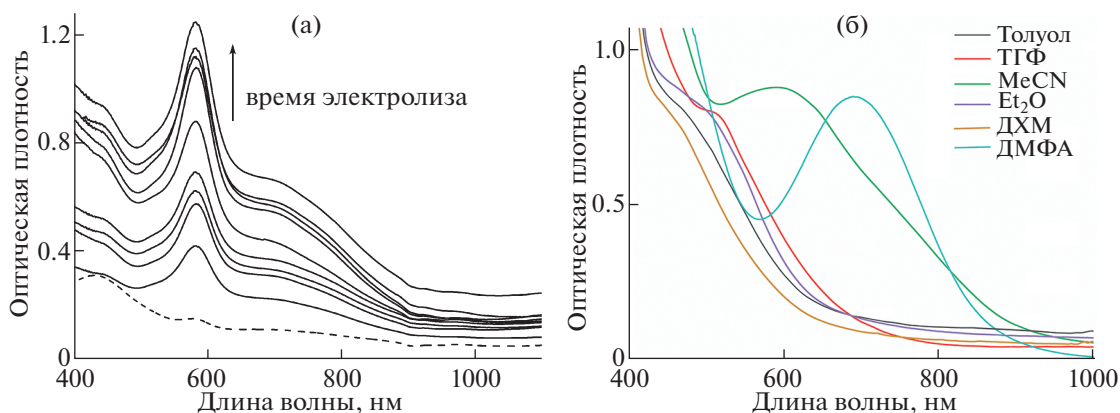 (а)
1.2
0.8
0.4
0
Оптическая плотность
время электролиза
400
600
800
1000
Длина волны, нм
(б)
1.0
0.5
0
Оптическая плотность
Толуол
ТГФ
MeCN
Et₂O
ДХМ
ДМФА
400
600
800
1000
Длина волны, нм